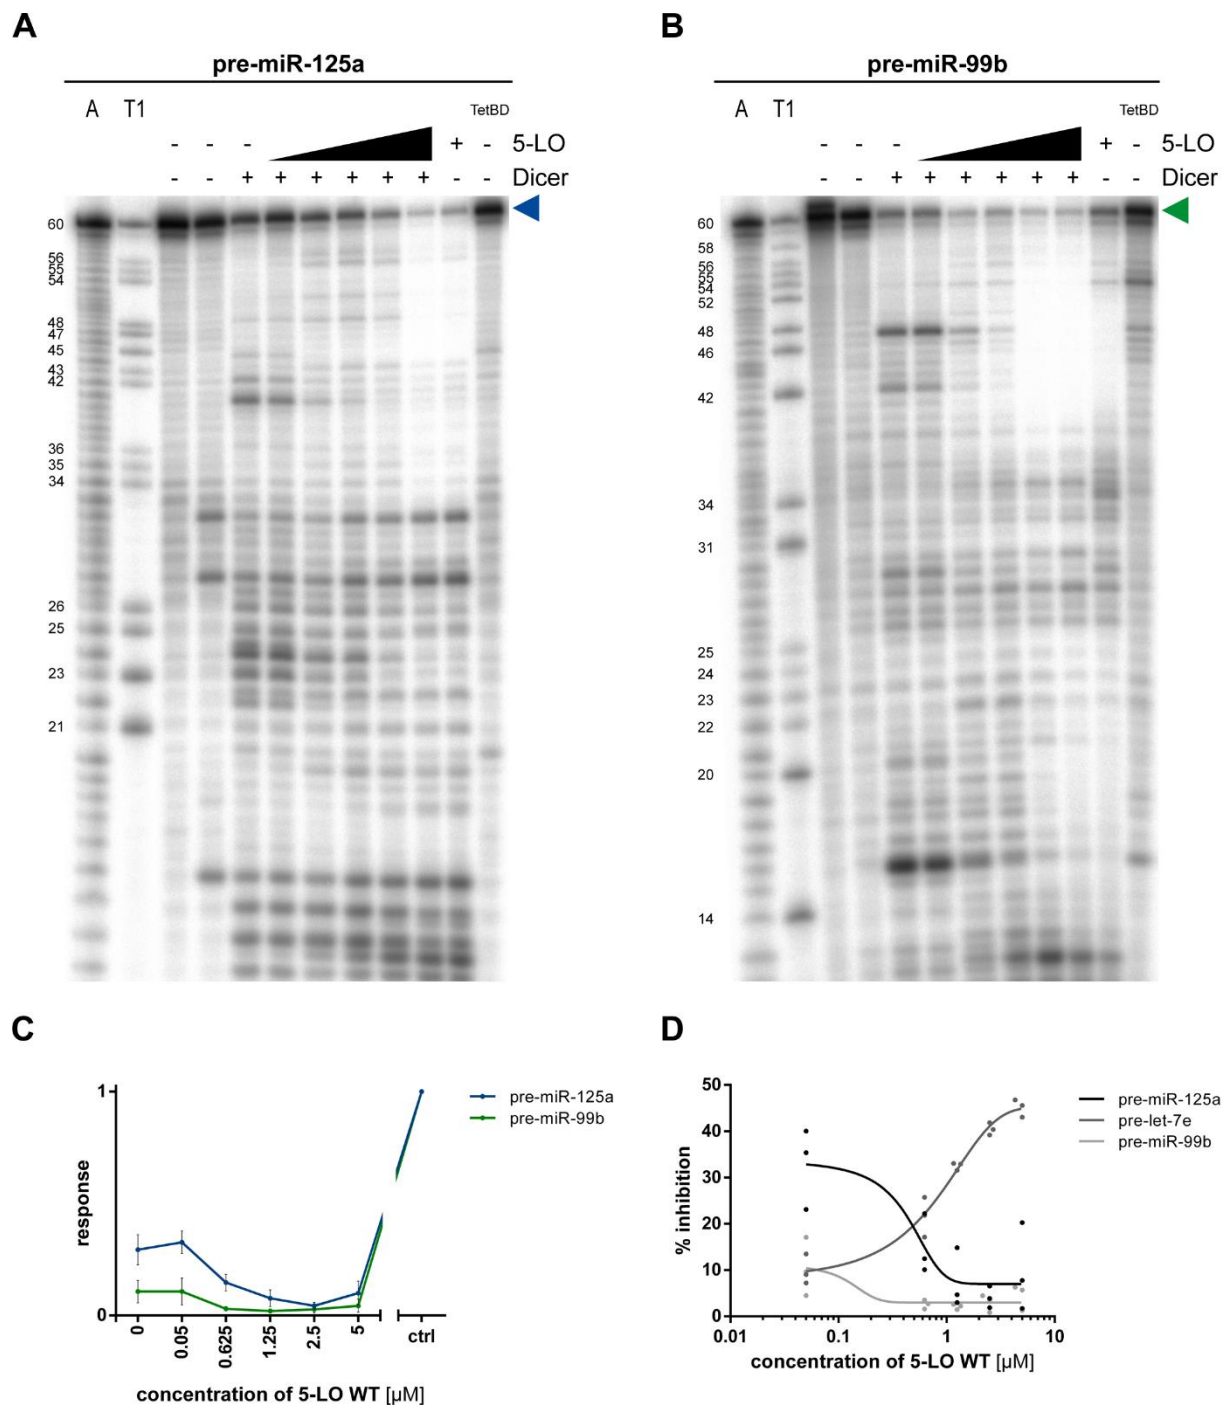 A
pre-miR-125a
A T1 TetBD
- - - + - 5-LO
- - + + + + + + - - Dicer
60
56
55
54
48
47
45
43
42
36
35
34
26
25
23
21
B
pre-miR-99b
A T1 TetBD
- - - + - 5-LO
- - + + + + + + - - Dicer
60
58
56
55
54
52
48
46
42
34
31
25
24
23
22
20
14
C
1
0
response
0 0.05 0.625 1.25 2.5 5 ctrl
concentration of 5-LO WT [µM]
pre-miR-125a
pre-miR-99b
D
50
40
30
20
10
0
% inhibition
0.01 0.1 1 10
concentration of 5-LO WT [µM]
pre-miR-125a
pre-let-7e
pre-miR-99b